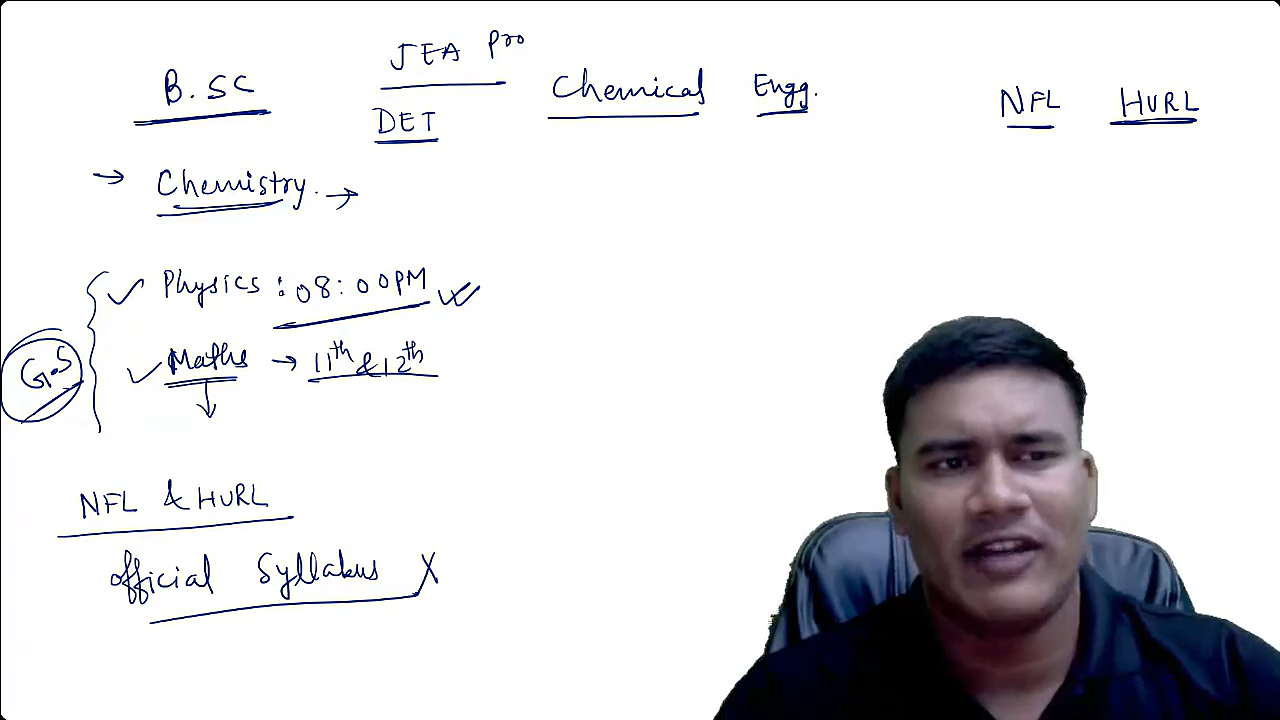 B.SC
JEA Pro
DET
Chemical Engg.
NFL HURL
→ Chemistry. →
✓ Physics : 08:00PM ✓
G.S
✓ Maths → 11th & 12th
NFL & HURL
official Syllabus X